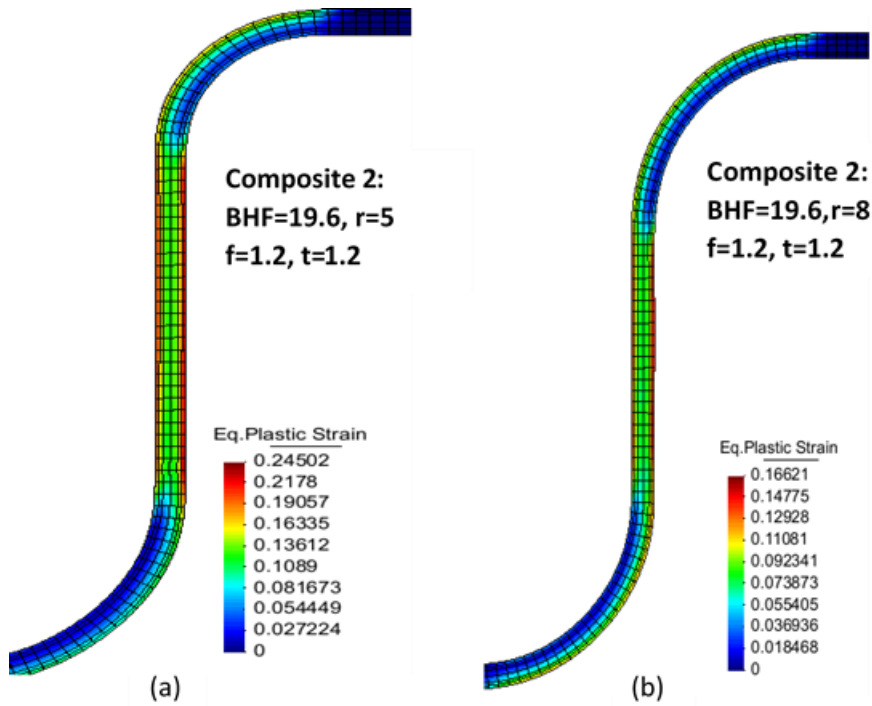 Composite 2:
BHF=19.6, r=5
f=1.2, t=1.2
Eq.Plastic Strain
0.24502
0.2178
0.19057
0.16335
0.13612
0.1089
0.081673
0.054449
0.027224
0
(a)
Composite 2:
BHF=19.6,r=8
f=1.2, t=1.2
Eq.Plastic Strain
0.16621
0.14775
0.12928
0.11081
0.092341
0.073873
0.055405
0.036936
0.018468
0
(b)